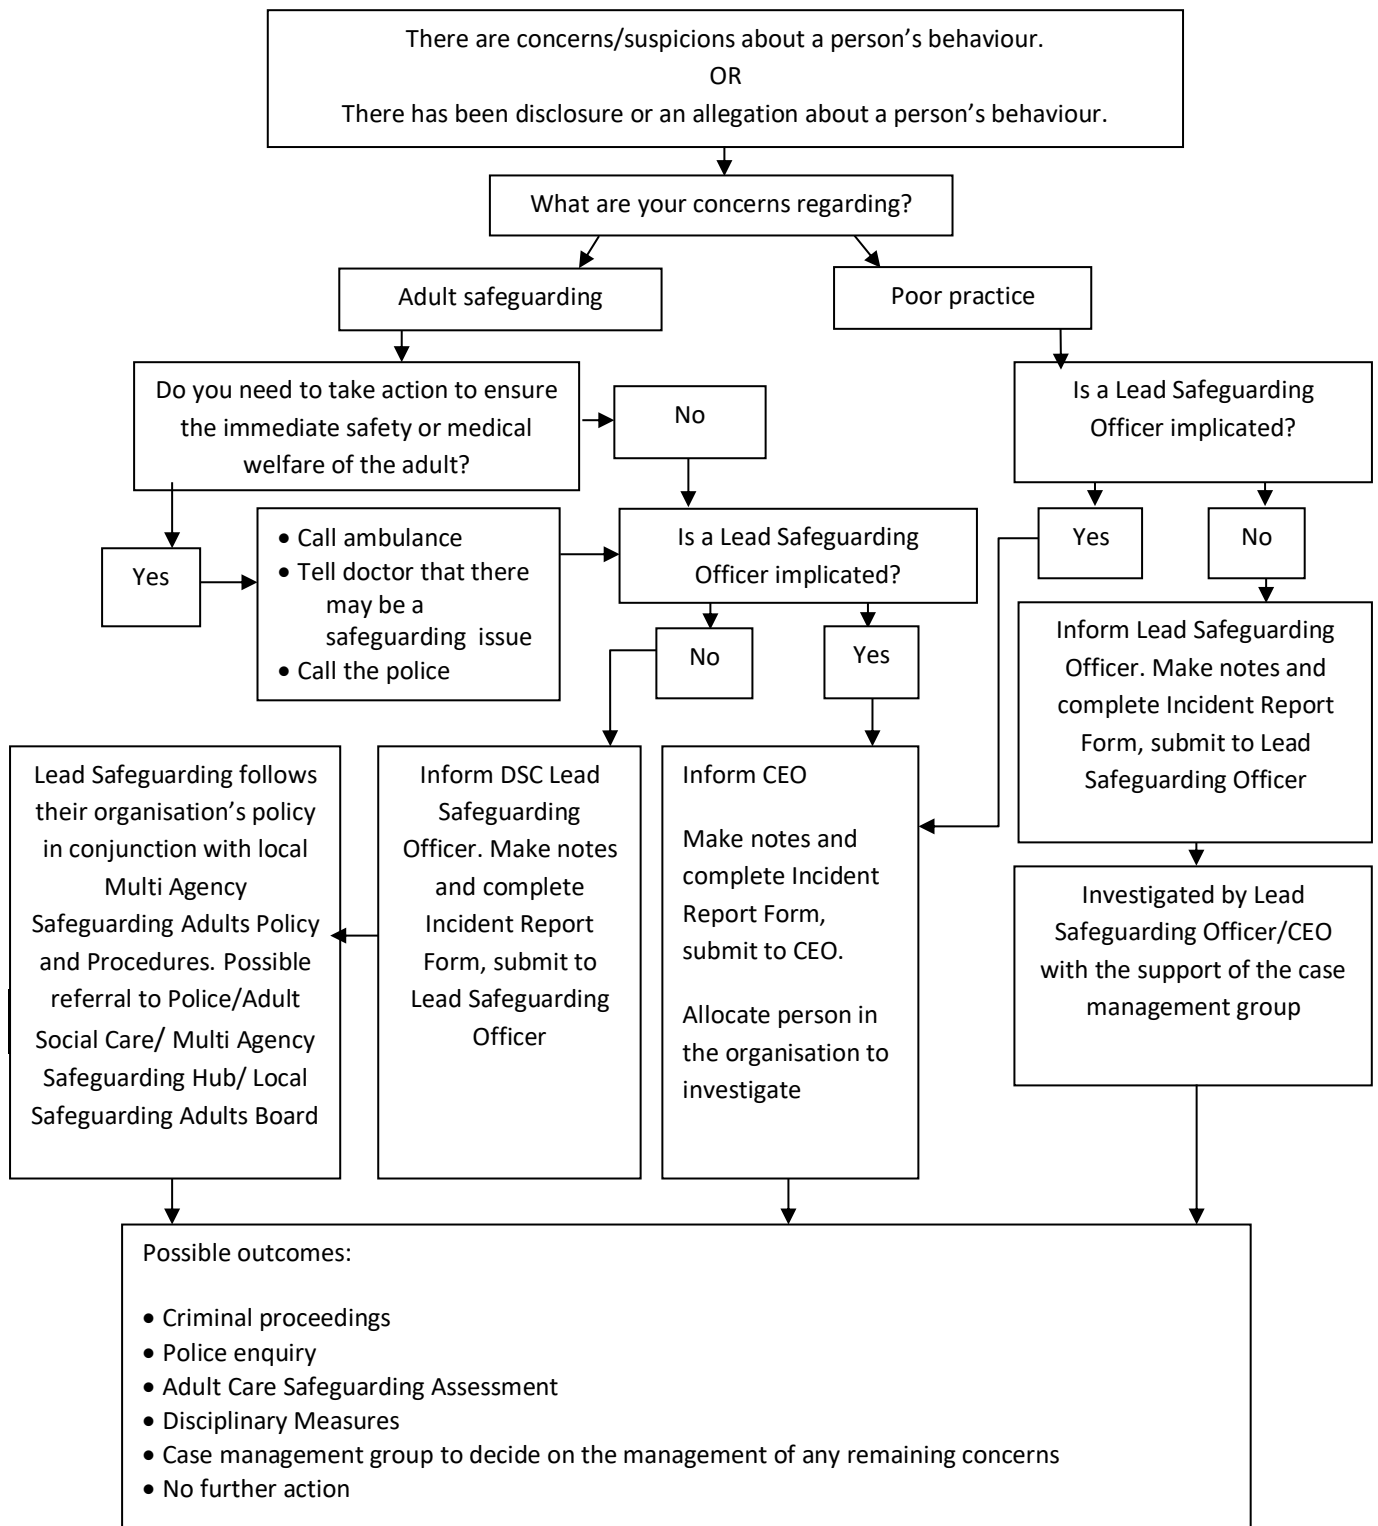 There are concerns/suspicions about a person’s behaviour.
OR
There has been disclosure or an allegation about a person’s behaviour.
What are your concerns regarding?
Adult safeguarding
Poor practice
Do you need to take action to ensure
the immediate safety or medical
welfare of the adult?
No
Is a Lead Safeguarding
Officer implicated?
Yes
• Call ambulance
• Tell doctor that there
may be a
safeguarding issue
• Call the police
Is a Lead Safeguarding
Officer implicated?
Yes
No
No
Yes
Inform Lead Safeguarding
Officer. Make notes and
complete Incident Report
Form, submit to Lead
Safeguarding Officer
Lead Safeguarding follows
their organisation’s policy
in conjunction with local
Multi Agency
Safeguarding Adults Policy
and Procedures. Possible
referral to Police/Adult
Social Care/ Multi Agency
Safeguarding Hub/ Local
Safeguarding Adults Board
Inform DSC Lead
Safeguarding
Officer. Make notes
and complete
Incident Report
Form, submit to
Lead Safeguarding
Officer
Inform CEO
Make notes and
complete Incident
Report Form,
submit to CEO.
Allocate person in
the organisation to
investigate
Investigated by Lead
Safeguarding Officer/CEO
with the support of the case
management group
Possible outcomes:
• Criminal proceedings
• Police enquiry
• Adult Care Safeguarding Assessment
• Disciplinary Measures
• Case management group to decide on the management of any remaining concerns
• No further action